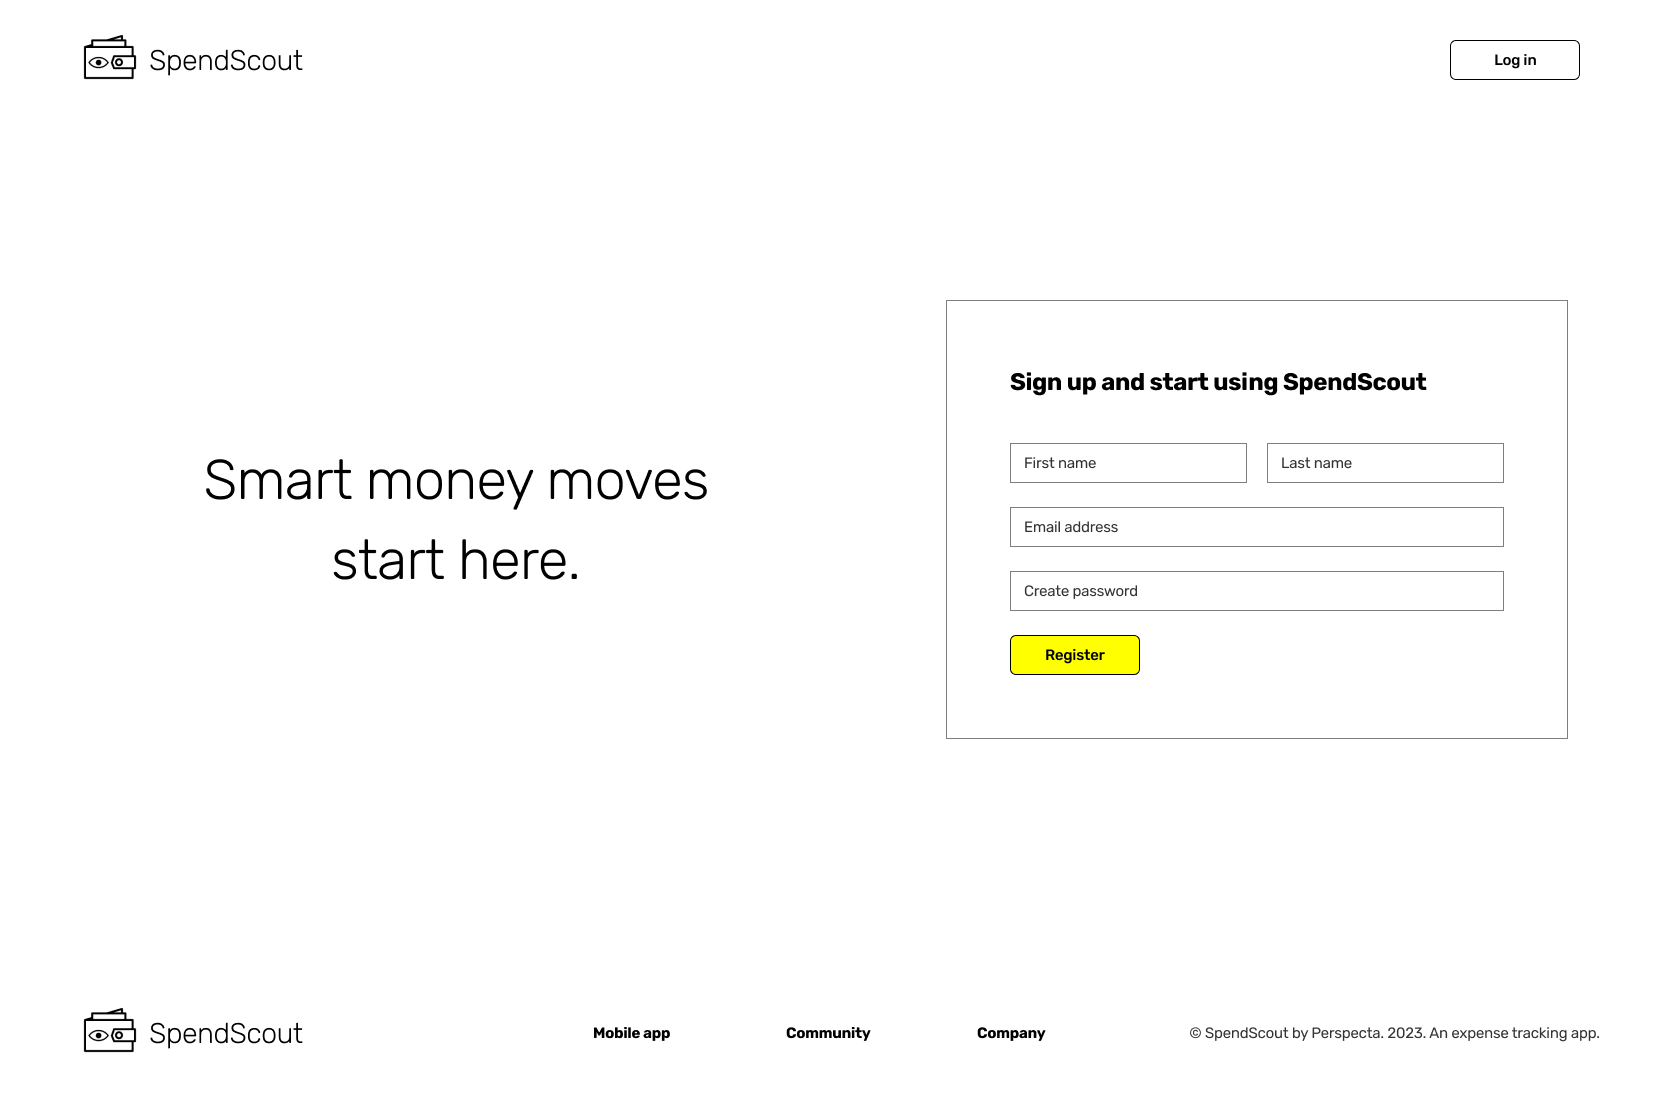 SpendScout
Log in
Smart money moves
start here.
Sign up and start using SpendScout
First name
Last name
Email address
Create password
Register
SpendScout
Mobile app
Community
Company
© SpendScout by Perspecta. 2023. An expense tracking app.